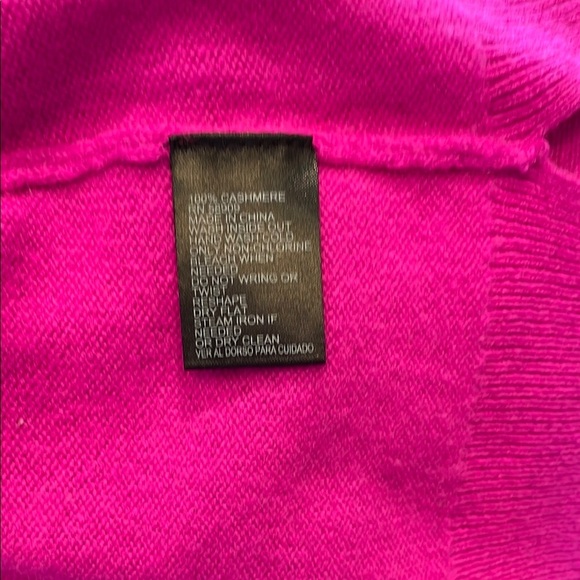 100% CASHMERE
RN 58909
MADE IN CHINA
WASH INSIDE OUT
HAND WASH COLD
ONLY NON-CHLORINE
BLEACH WHEN
NEEDED
DO NOT WRING OR
TWIST
RESHAPE
DRY FLAT
STEAM IRON IF
NEEDED
OR DRY CLEAN
VER AL DORSO PARA CUIDADO